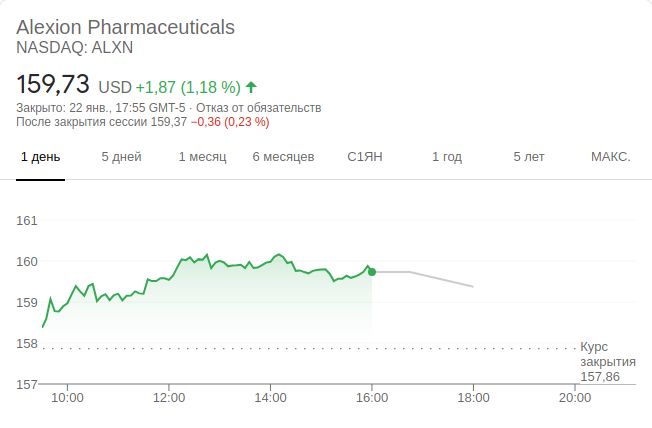 Alexion Pharmaceuticals
NASDAQ: ALXN
159,73 USD +1,87 (1,18 %)
Закрыто: 22 янв., 17:55 GMT-5 · Отказ от обязательств
После закрытия сессии 159,37 −0,36 (0,23 %)
1 день 5 дней 1 месяц 6 месяцев С1ЯН 1 год 5 лет МАКС.
161
160
159
158
Курс
закрытия
157,86
157
10:00 12:00 14:00 16:00 18:00 20:00